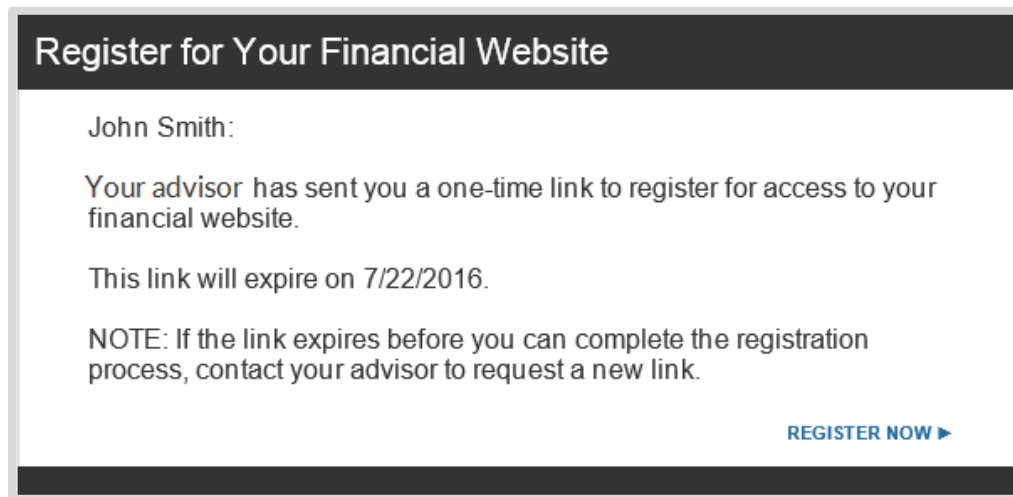 Register for Your Financial Website
John Smith:
Your advisor has sent you a one-time link to register for access to your
financial website.
This link will expire on 7/22/2016.
NOTE: If the link expires before you can complete the registration
process, contact your advisor to request a new link.
REGISTER NOW ►